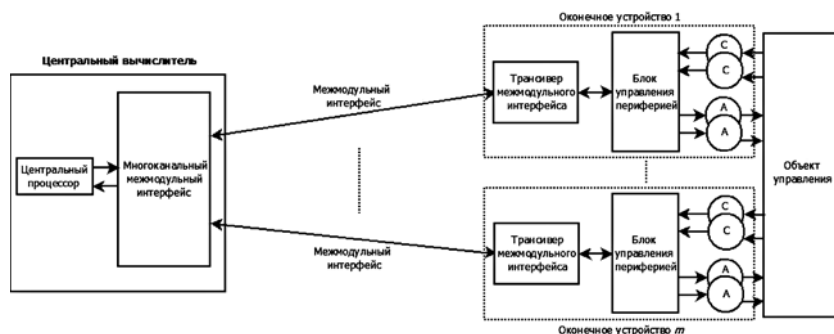 Оконечное устройство 1
Центральный вычислитель
Центральный
процессор
Многоканальный
межмодульный
интерфейс
Межмодульный
интерфейс
Трансивер
межмодульного
интерфейса
Блок
управления
периферией
С
С
А
А
Объект
управления
Межмодульный
интерфейс
Трансивер
межмодульного
интерфейса
Блок
управления
периферией
С
С
А
А
Оконечное устройство m